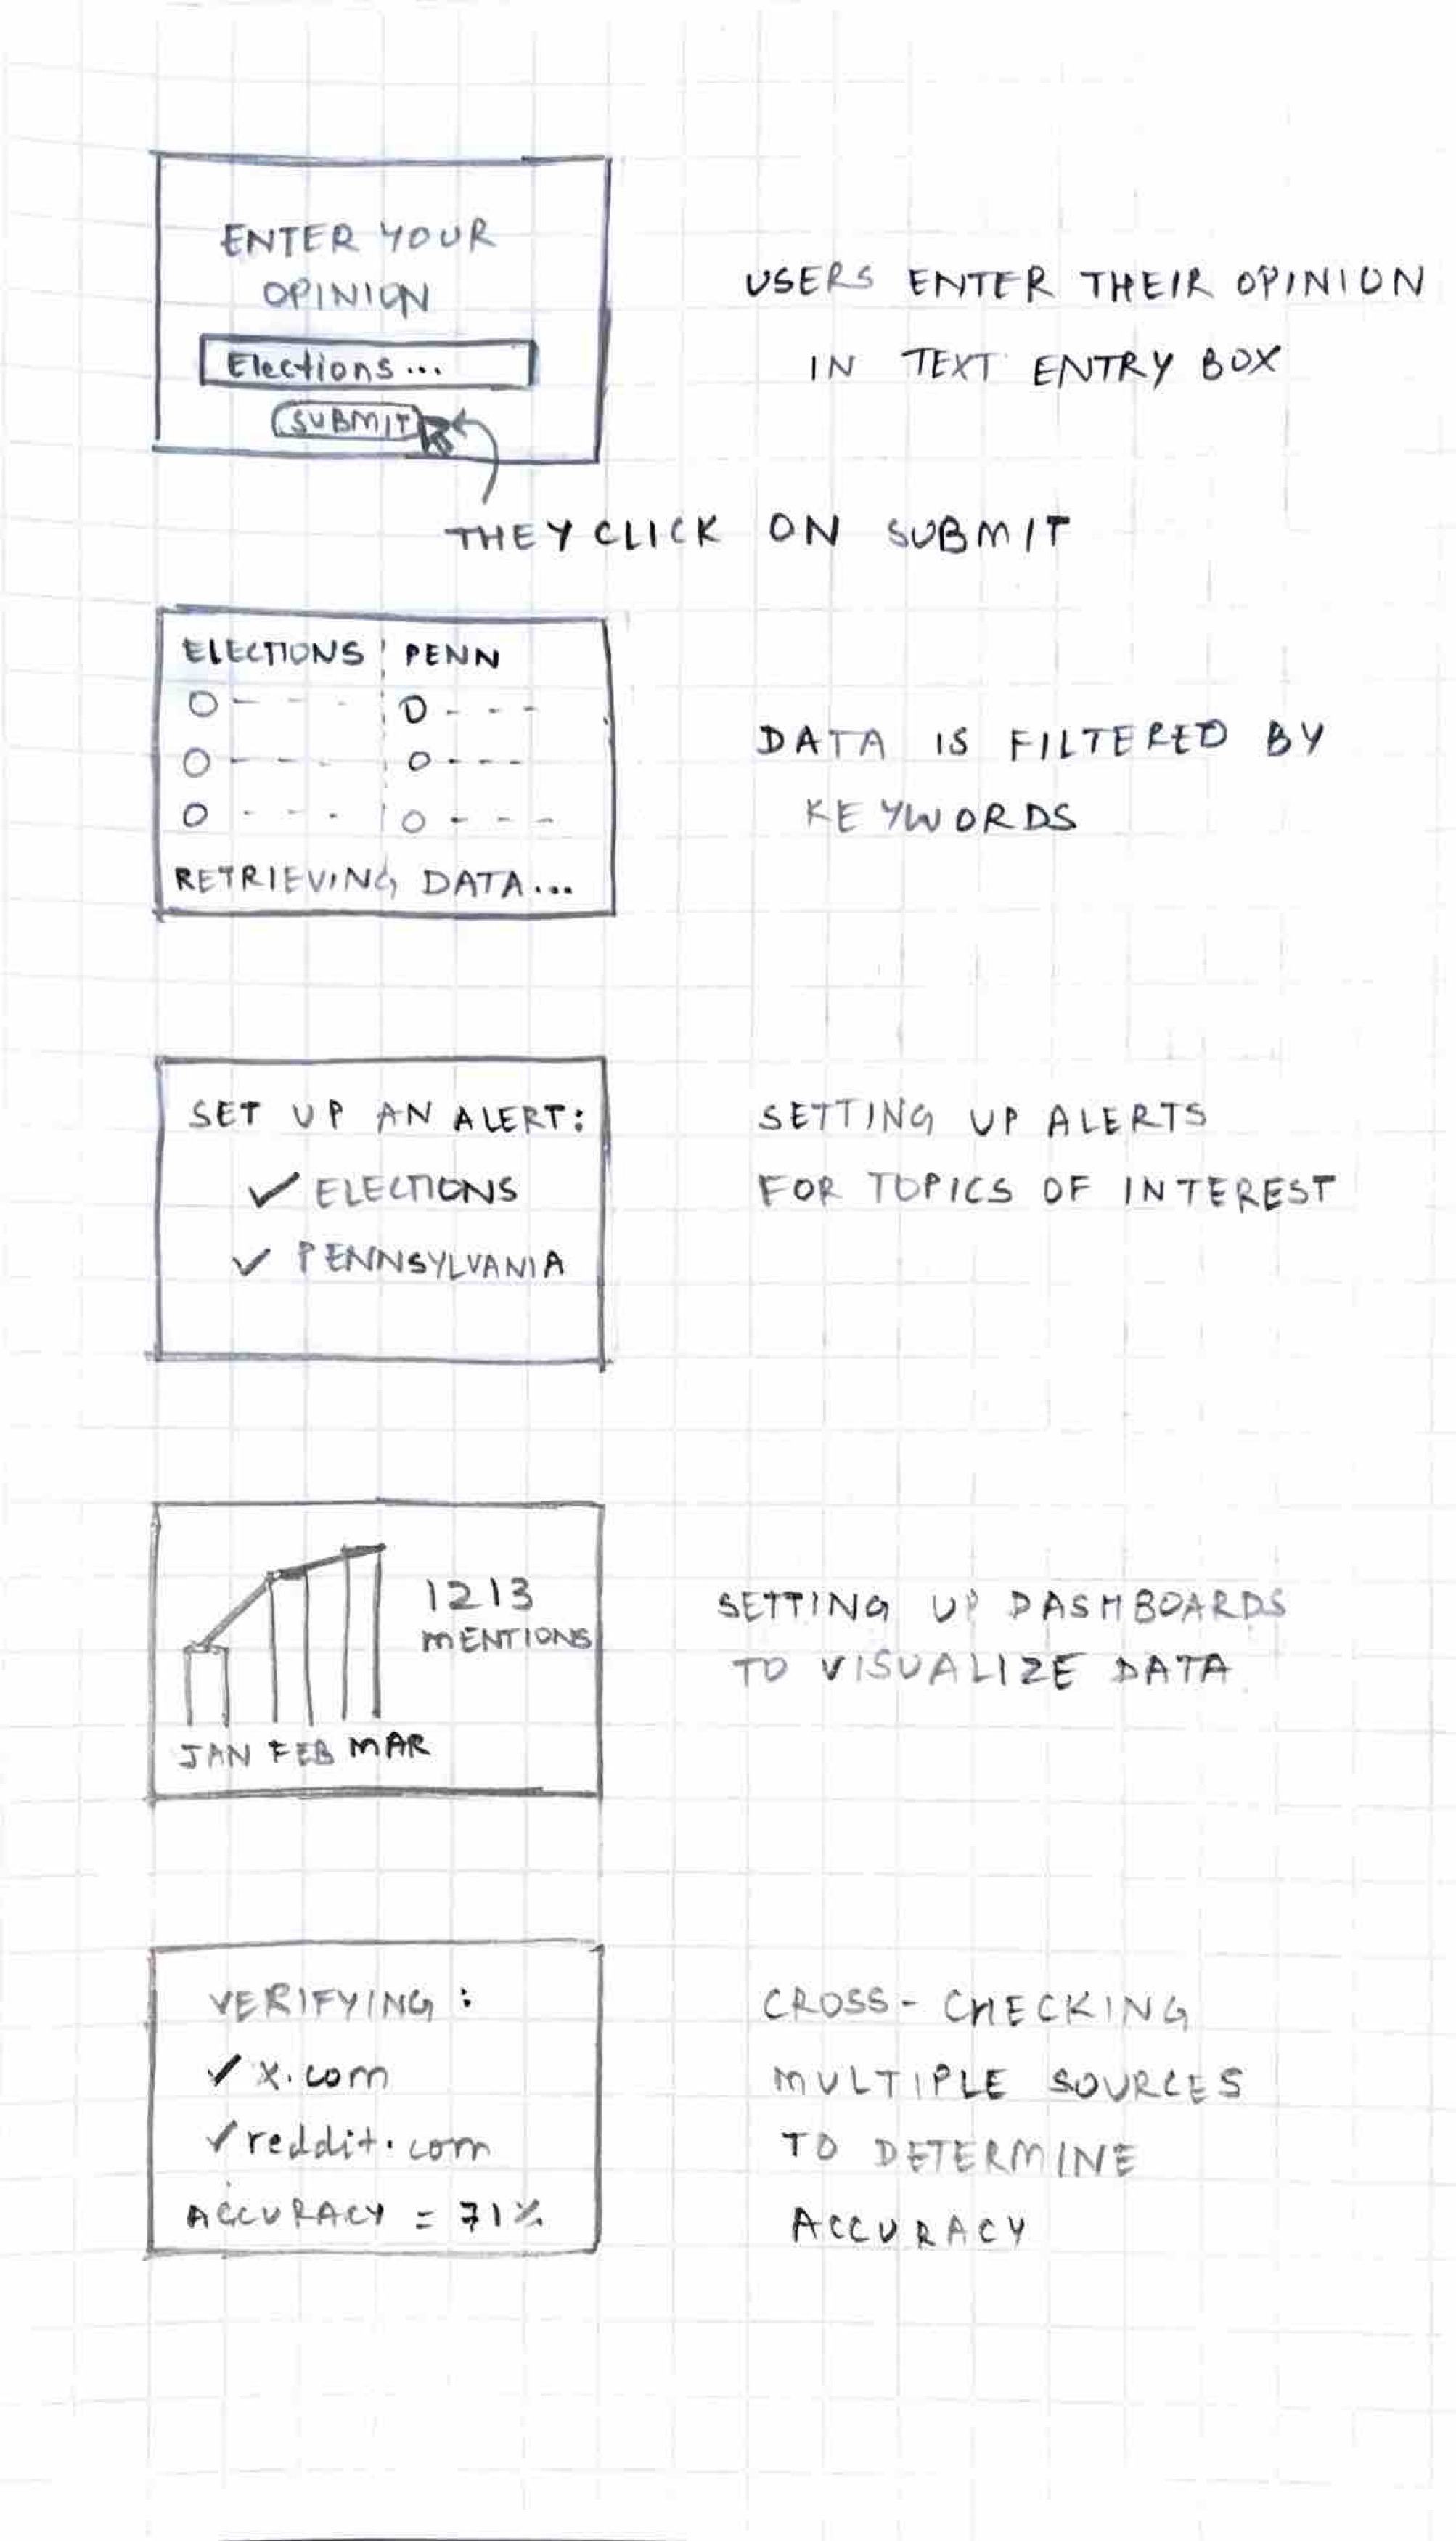 ENTER YOUR
OPINION
Elections...
SUBMIT
USERS ENTER THEIR OPINION
IN TEXT ENTRY BOX
THEY CLICK ON SUBMIT
ELECTIONS PENN
RETRIEVING DATA...
DATA IS FILTERED BY
KEYWORDS
SET UP AN ALERT:
✓ ELECTIONS
✓ PENNSYLVANIA
SETTING UP ALERTS
FOR TOPICS OF INTEREST
1213
MENTIONS
JAN FEB MAR
SETTING UP DASHBOARDS
TO VISUALIZE DATA
VERIFYING:
✓ x.com
✓ reddit.com
ACCURACY = 71%
CROSS-CHECKING
MULTIPLE SOURCES
TO DETERMINE
ACCURACY